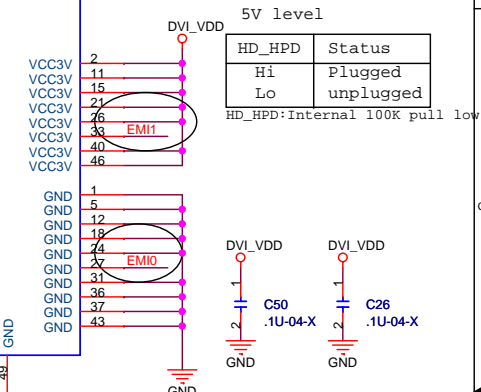 5V level
DVI_VDD
HD_HPD Status
Hi Plugged
Lo unplugged
HD_HPD:Internal 100K pull low
VCC3V 2
VCC3V 11
VCC3V 15
VCC3V 21
VCC3V 26
VCC3V 33 EMI1
VCC3V 40
VCC3V 46
GND 1
GND 5
GND 12
GND 18
GND 24
GND 27 EMI0
GND 31
GND 36
GND 37
GND 43
GND
49
GND
DVI_VDD
1
C50
.1U-04-X
2
GND
DVI_VDD
1
C26
.1U-04-X
2
GND